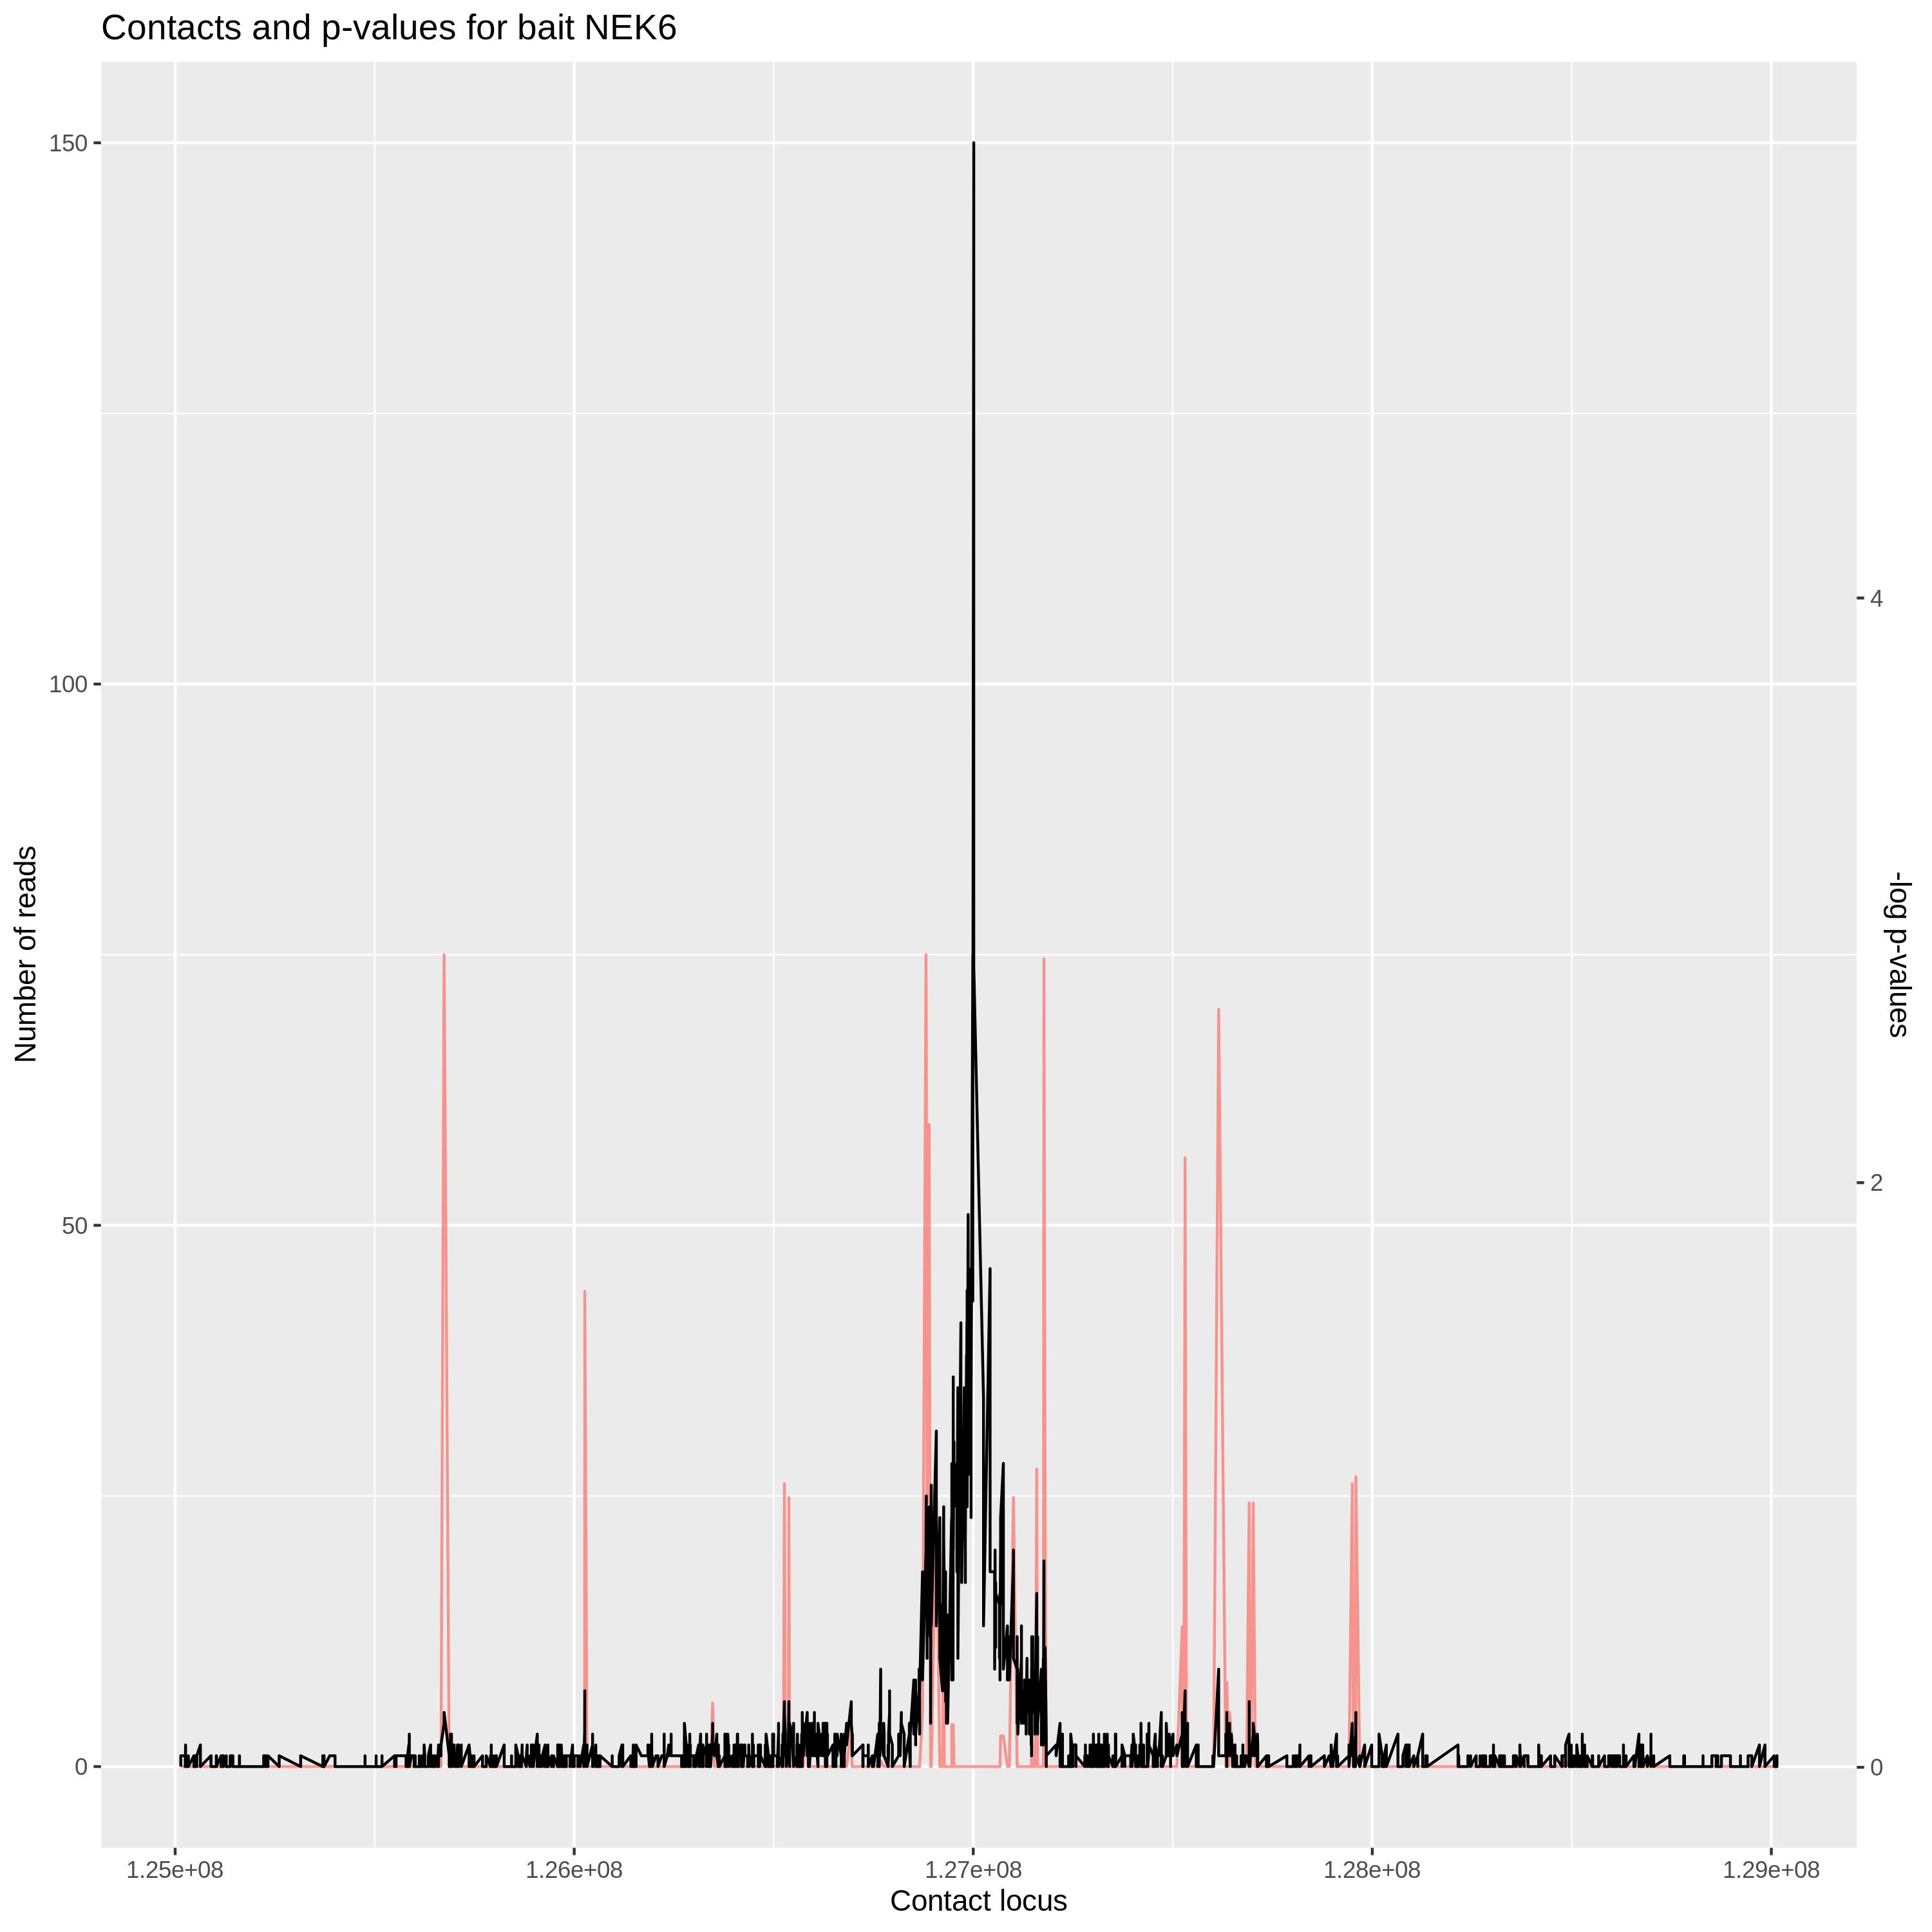 Contacts and p-values for bait NEK6
150
100
50
0
Number of reads
4
2
0
-log p-values
1.25e+08
1.26e+08
1.27e+08
1.28e+08
1.29e+08
Contact locus